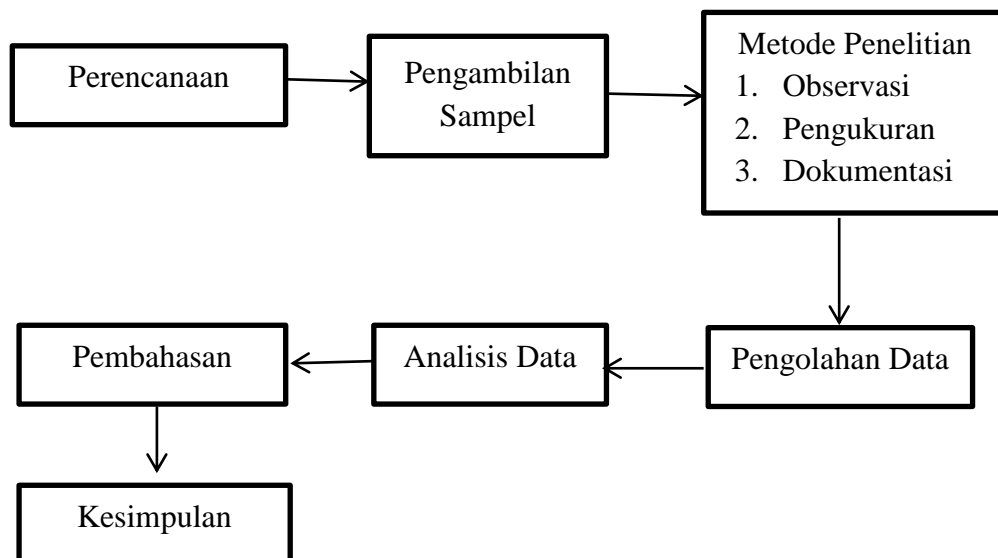 Perencanaan
Pengambilan
Sampel
Metode Penelitian
1. Observasi
2. Pengukuran
3. Dokumentasi
Pengolahan Data
Analisis Data
Pembahasan
Kesimpulan